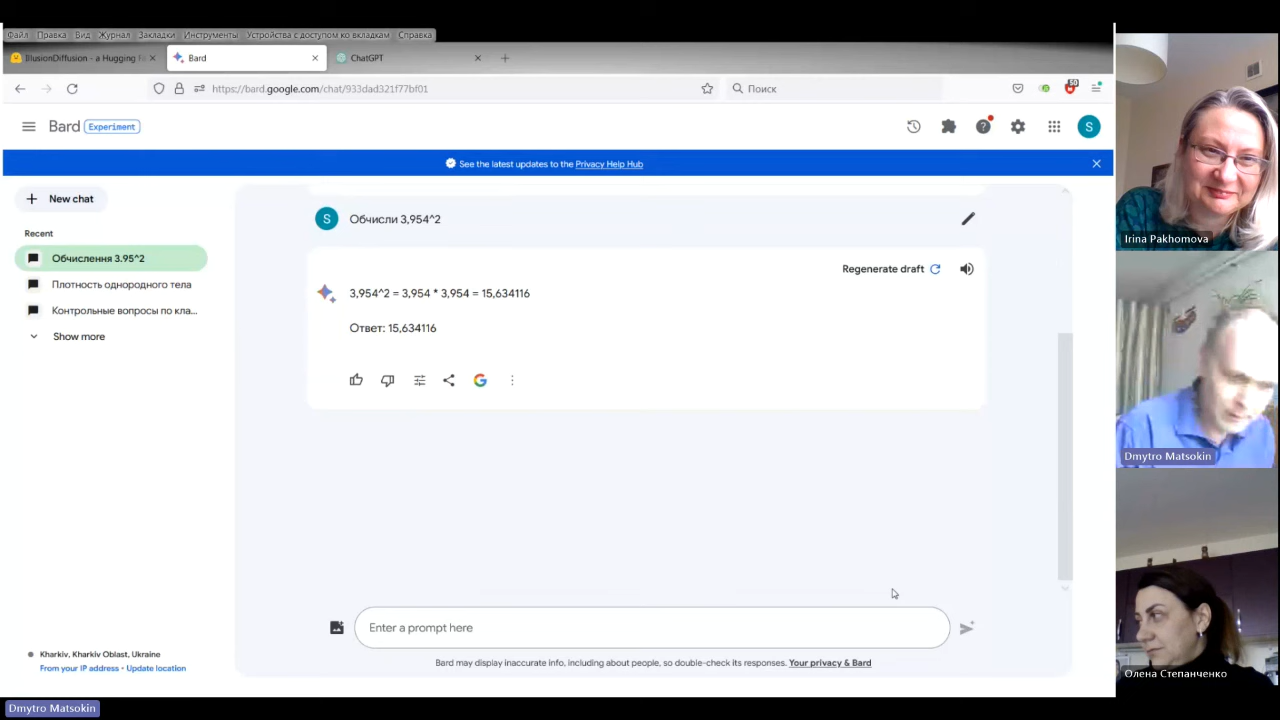 Файл Правка Вид Журнал Закладки Инструменты Устройства с доступом ко вкладкам Справка
IllusionDiffusion - a Hugging Fa
Bard
ChatGPT
https://bard.google.com/chat/933dad321f77bf01
Поиск
50
Bard Experiment
S
See the latest updates to the Privacy Help Hub
New chat
Recent
Обчислення 3.95^2
Плотность однородного тела
Контрольные вопросы по кла...
Show more
S
Обчисли 3,954^2
Regenerate draft
3,954^2 = 3,954 * 3,954 = 15,634116
Ответ: 15,634116
Enter a prompt here
Bard may display inaccurate info, including about people, so double-check its responses. Your privacy & Bard
Kharkiv, Kharkiv Oblast, Ukraine
From your IP address • Update location
Irina Pakhomova
Dmytro Matsokin
Олена Степанченко
Dmytro Matsokin